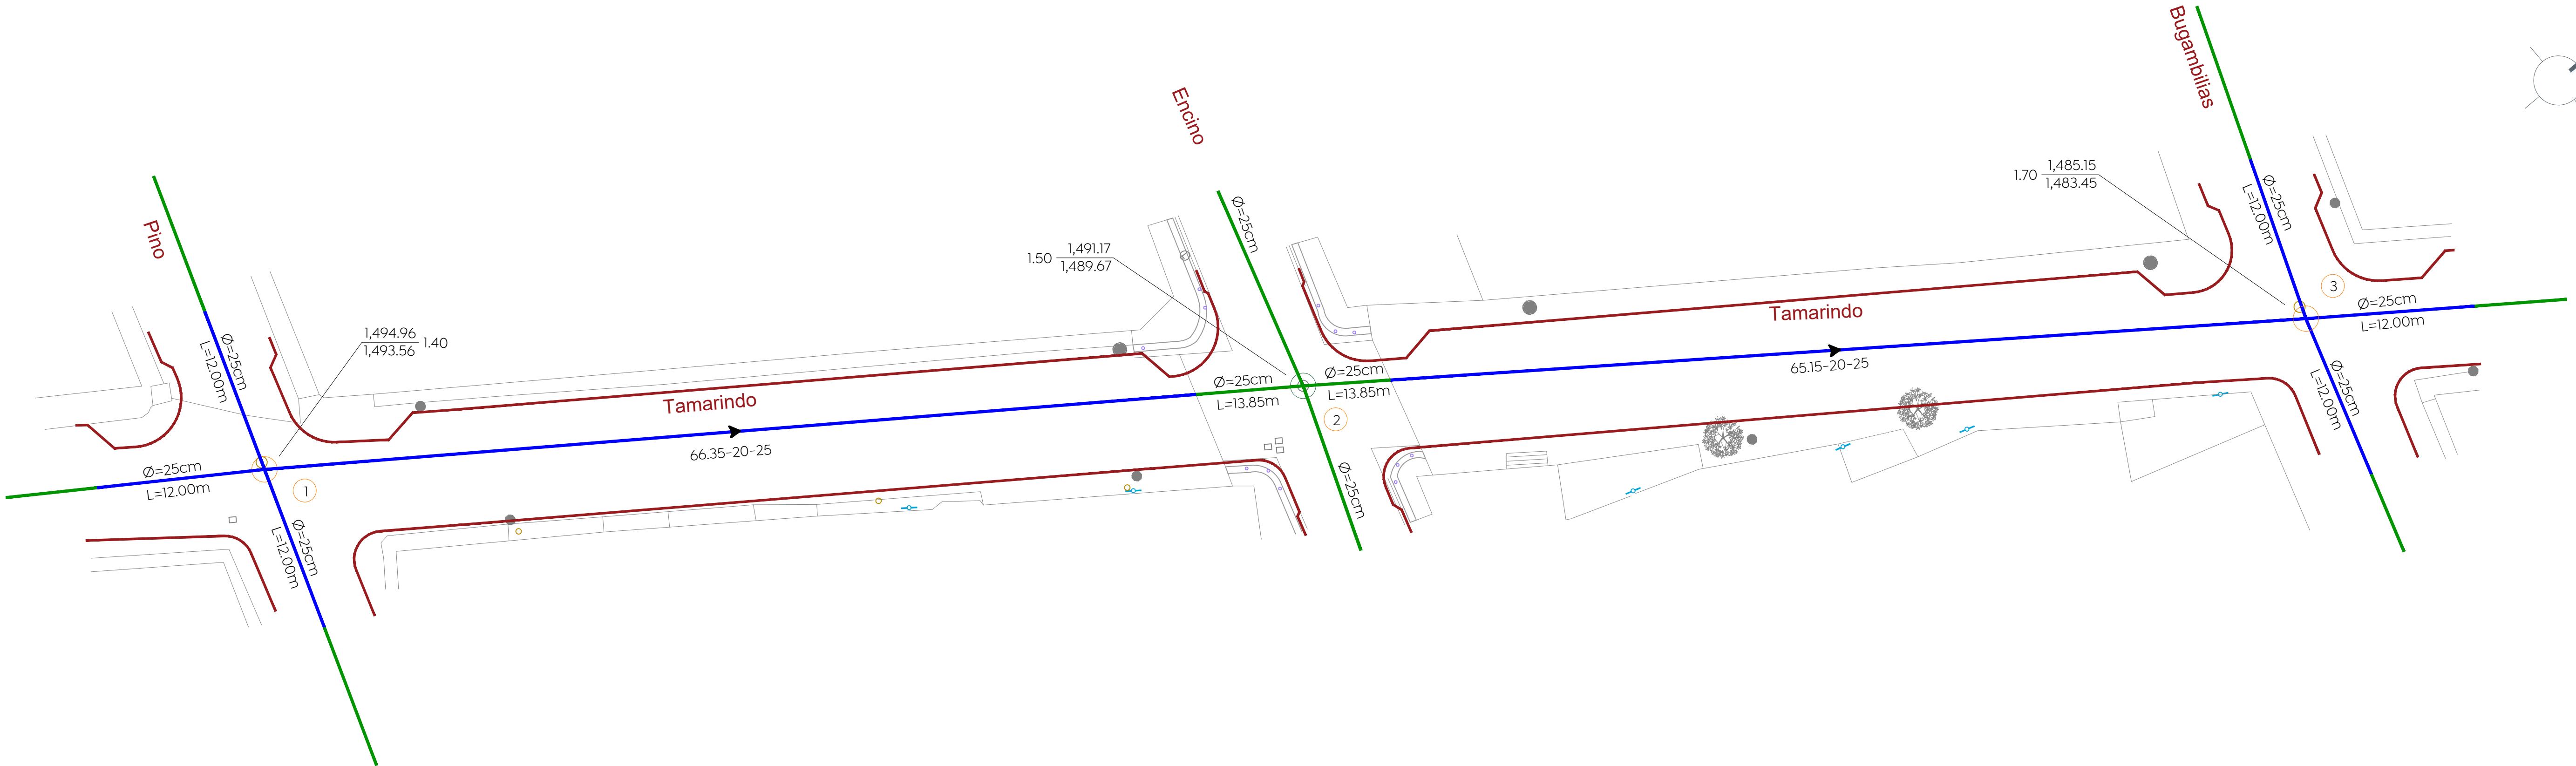 Bugambilias
Encino
Pino
Ø=25cm
L=12.00m
1,485.15
1.70
1,483.45
Ø=25cm
1,491.17
1.50
1,489.67
3
Ø=25cm
L=12.00m
Tamarindo
1,494.96
1,493.56
1.40
Ø=25cm
L=12.00m
65.15-20-25
Ø=25cm
L=13.85m
Ø=25cm
L=13.85m
Tamarindo
2
66.35-20-25
Ø=25cm
L=12.00m
Ø=25cm
L=12.00m
1
Ø=25cm
Ø=25cm
L=12.00m